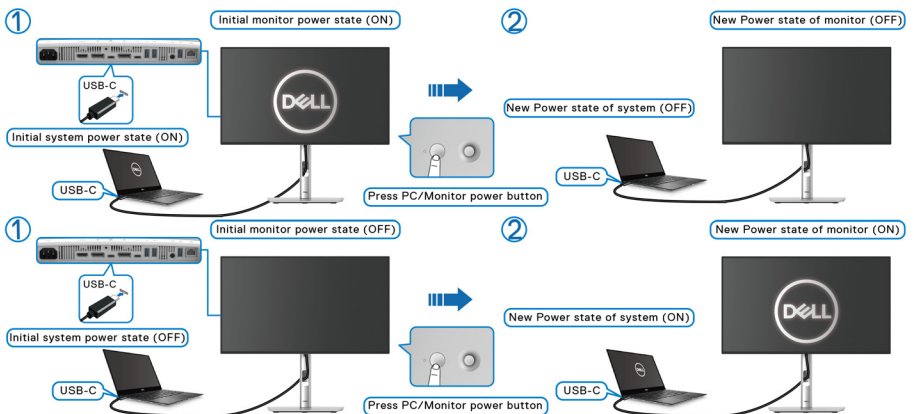 1
Initial monitor power state (ON)
2
New Power state of monitor (OFF)
USB-C
DELL
New Power state of system (OFF)
Initial system power state (ON)
DELL
USB-C
USB-C
Press PC/Monitor power button
1
Initial monitor power state (OFF)
2
New Power state of monitor (ON)
USB-C
DELL
New Power state of system (ON)
Initial system power state (OFF)
DELL
USB-C
USB-C
Press PC/Monitor power button